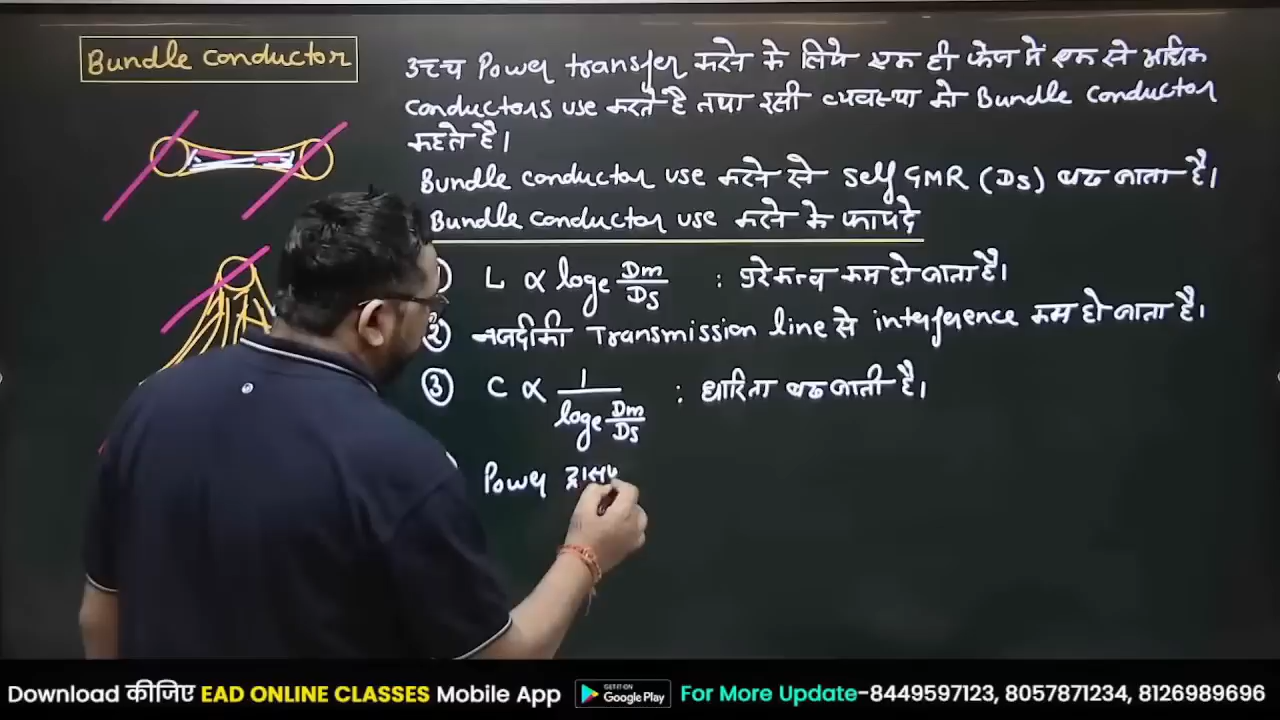 Bundle conductor
उच्च Power transfer करने के लिये एक ही फेज में एक से अधिक
conductors use करते है तथा इसी व्यवस्था को Bundle conductor
कहते है।
Bundle conductor use करने से Self GMR (Ds) बढ जाता है।
Bundle conductor use करने के फायदे
L ∝ loge Dm/Ds : प्रेरकत्व कम हो जाता है।
② नजदीकी Transmission line से interference कम हो जाता है।
③ C ∝ 1/loge Dm/Ds : धारिता बढ जाती है।
Power
Download कीजिए EAD ONLINE CLASSES Mobile App GET IT ON Google Play For More Update-8449597123, 8057871234, 8126989696